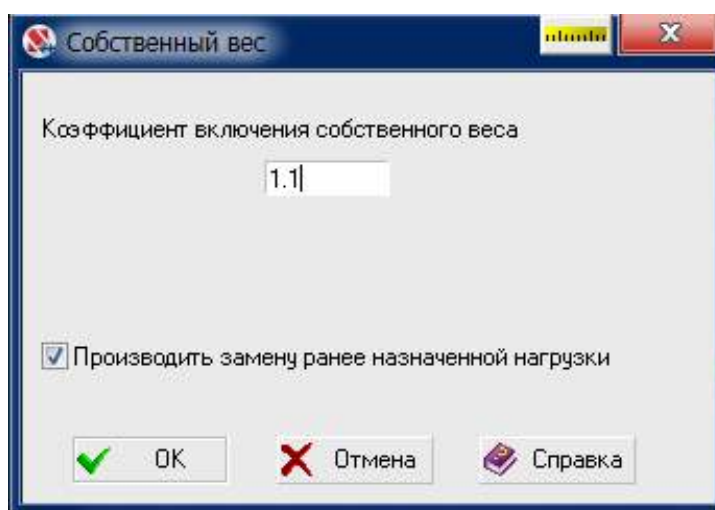 Собственный вес
Коэффициент включения собственного веса
1.1
Производить замену ранее назначенной нагрузки
OK
Отмена
Справка